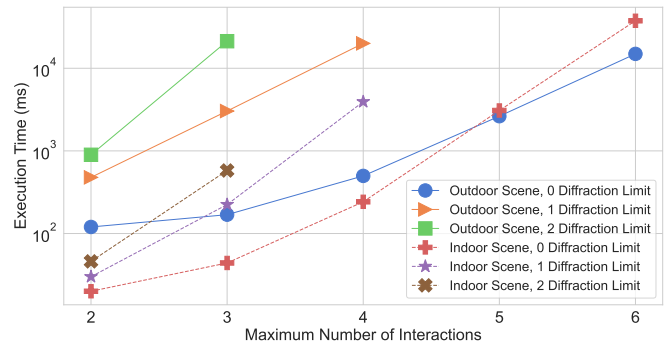 Execution Time (ms)
10^4
10^3
10^2
Outdoor Scene, 0 Diffraction Limit
Outdoor Scene, 1 Diffraction Limit
Outdoor Scene, 2 Diffraction Limit
Indoor Scene, 0 Diffraction Limit
Indoor Scene, 1 Diffraction Limit
Indoor Scene, 2 Diffraction Limit
2 3 4 5 6
Maximum Number of Interactions